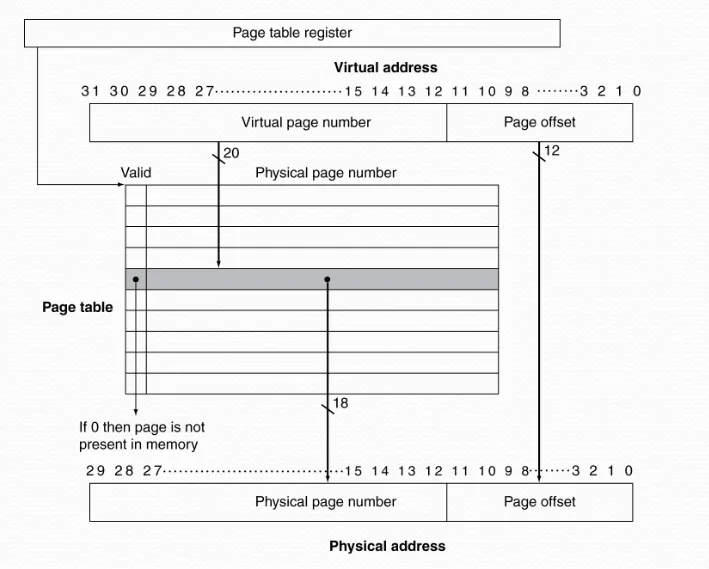 Page table register
Virtual address
31 30 29 28 27·······················15 14 13 12 11 10 9 8 ········3 2 1 0
Virtual page number Page offset
20 12
Valid Physical page number
Page table
18
If 0 then page is not
present in memory
29 28 27·································15 14 13 12 11 10 9 8········3 2 1 0
Physical page number Page offset
Physical address